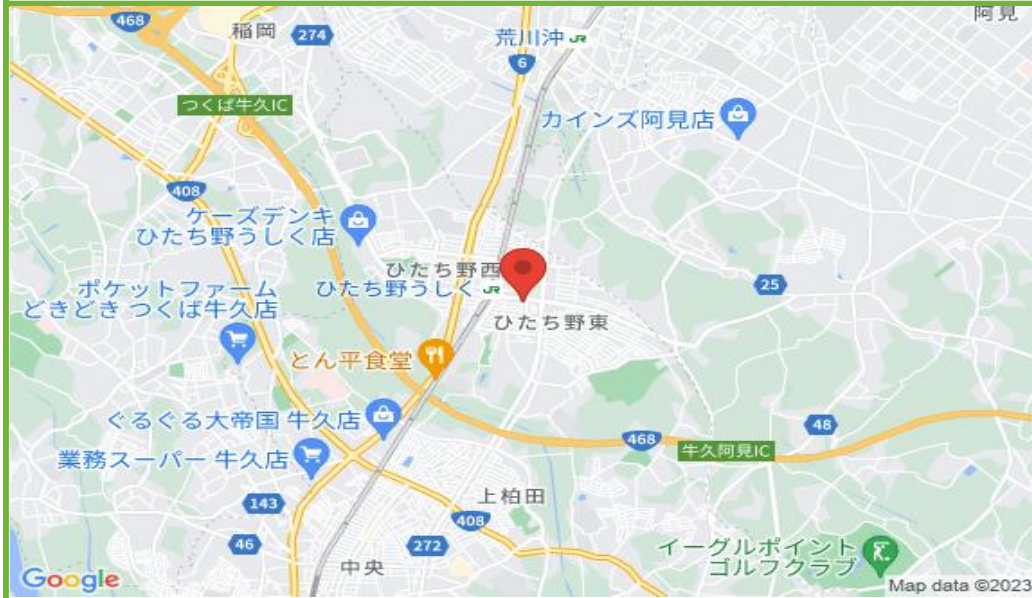 468
稲岡
274
荒川沖
JR
阿見
6
つくば牛久IC
カインズ阿見店
408
ケーズデンキ
ひたち野うしく店
ひたち野西
ひたち野うしく
JR
25
ポケットファーム
どきどき つくば牛久店
ひたち野東
とん平食堂
ぐるぐる大帝国 牛久店
48
468
牛久阿見IC
業務スーパー 牛久店
143
上柏田
408
46
272
中央
イーグルポイント
ゴルフクラブ
Google
Map data ©2023